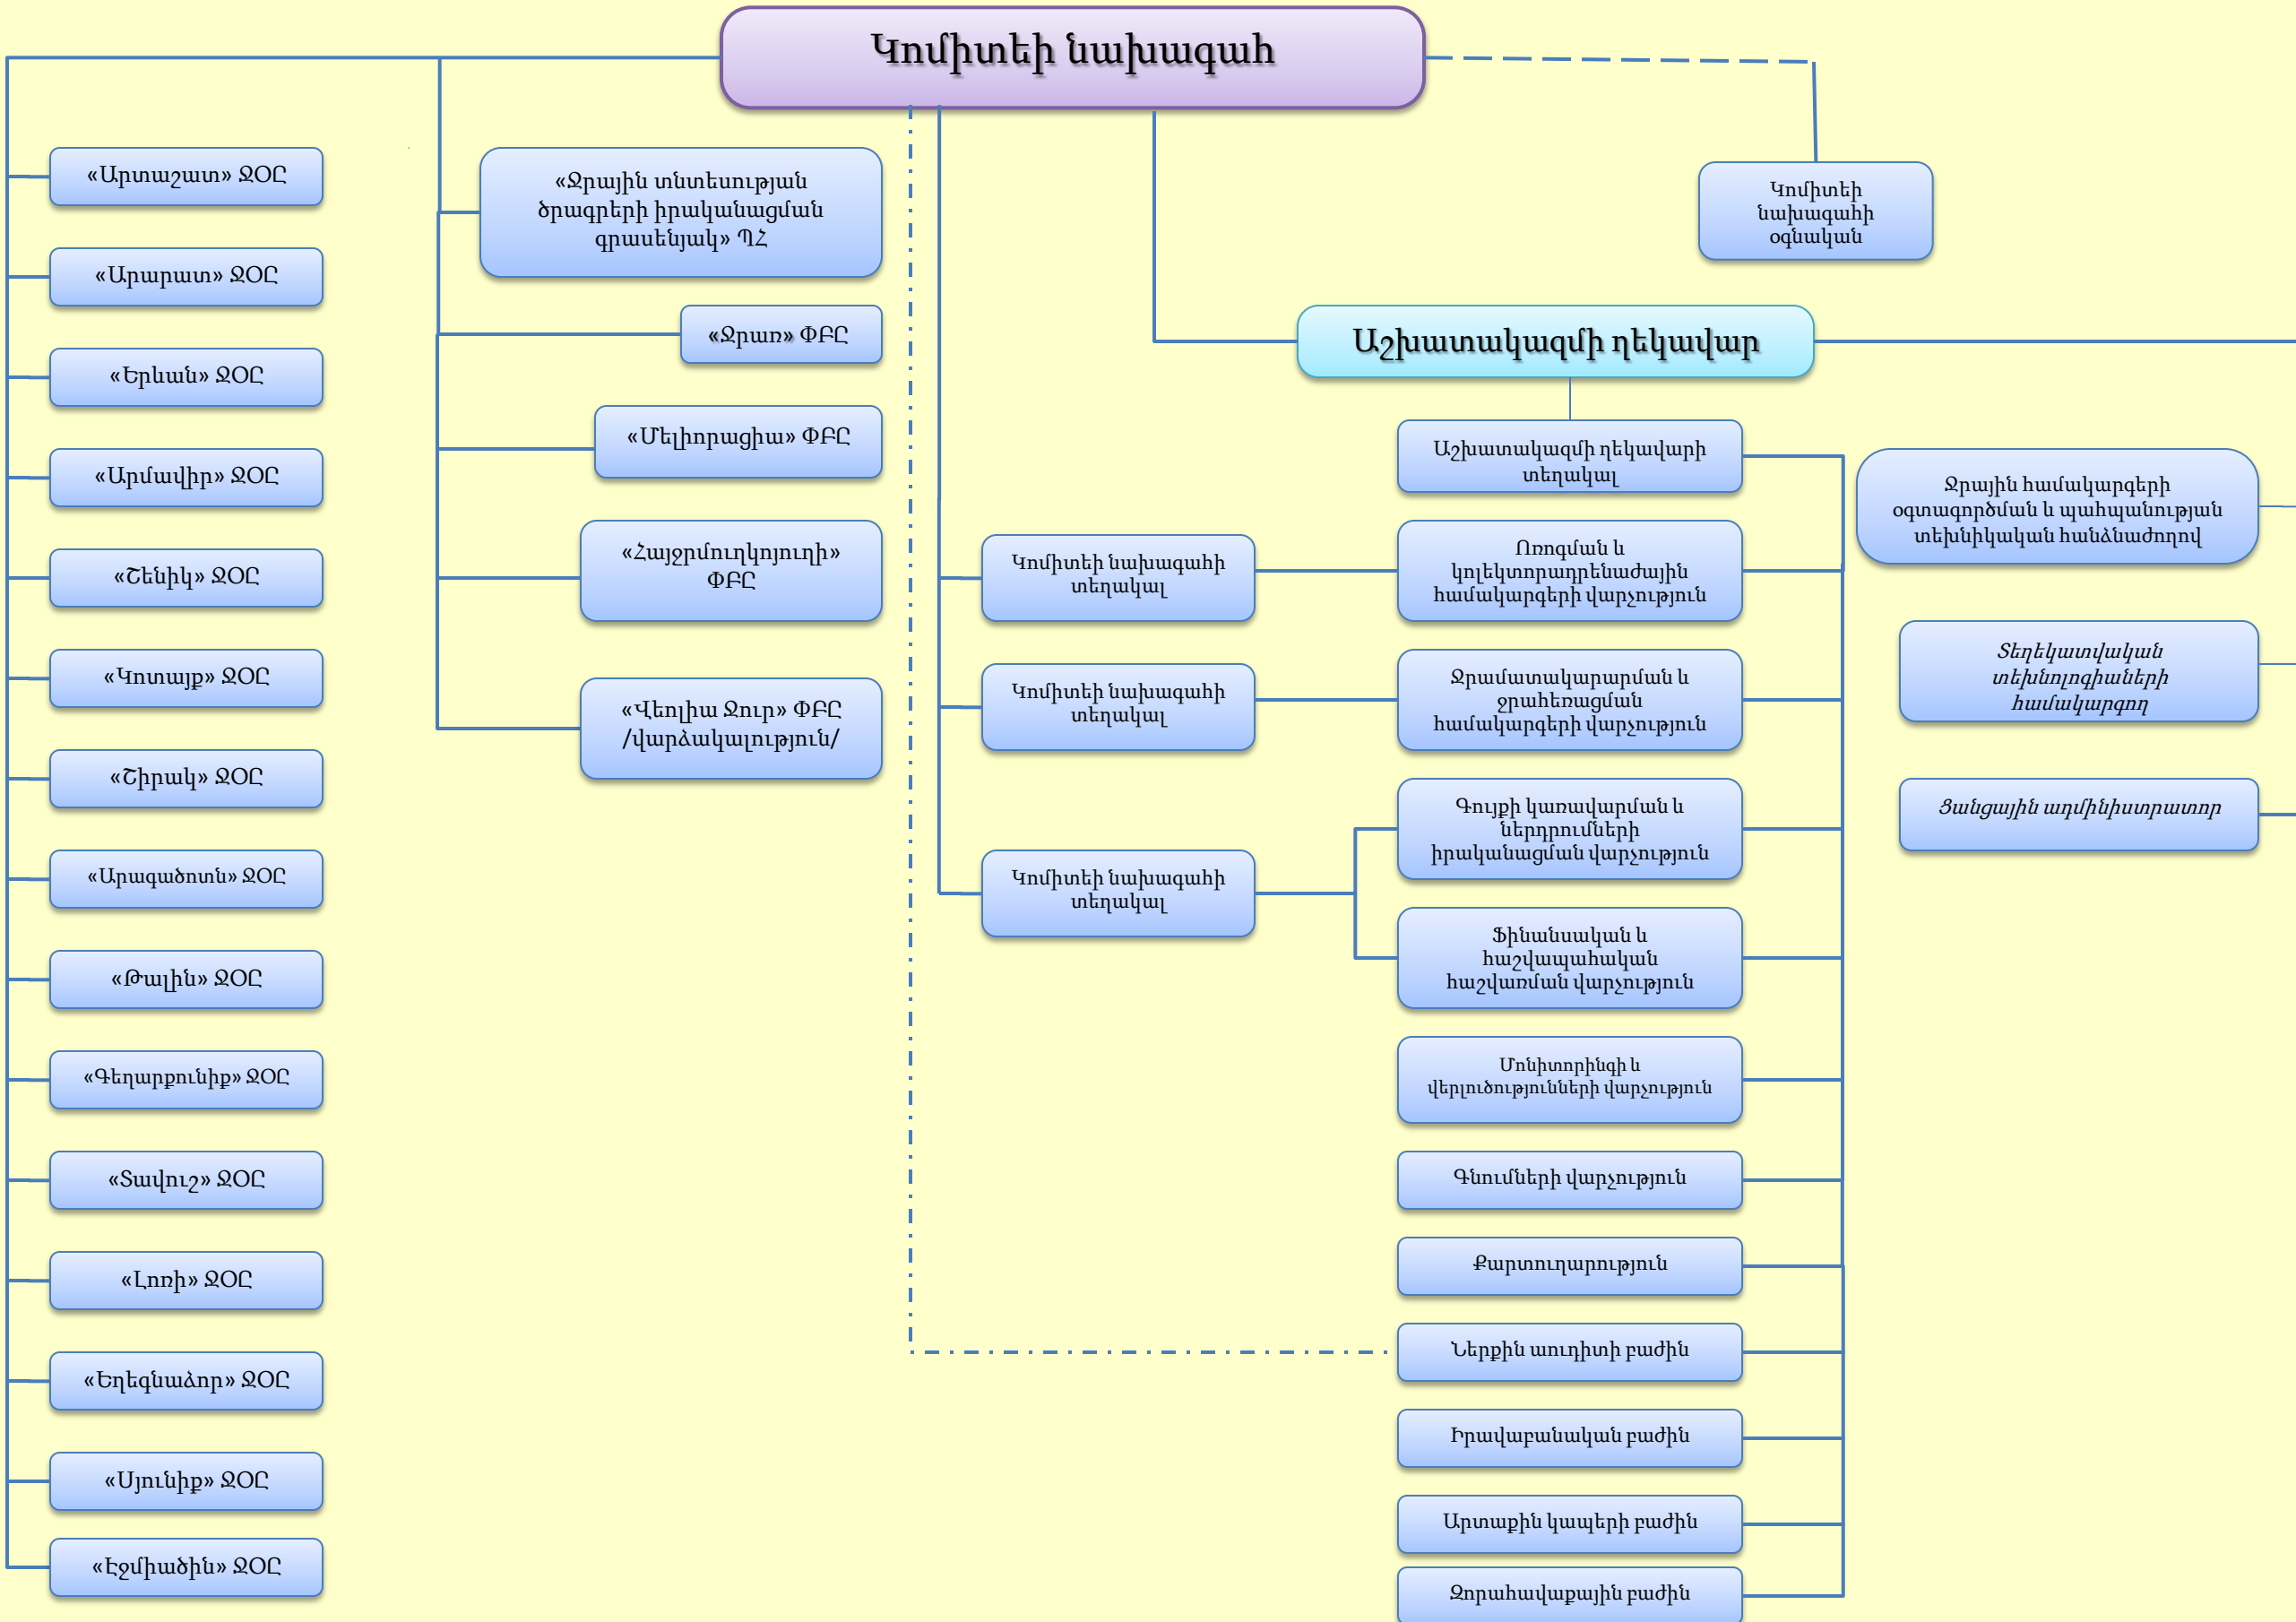 Կոմիտեի նախագահ
«Արտաշատ» ՋՕԸ
«Արարատ» ՋՕԸ
«Երևան» ՋՕԸ
«Արմավիր» ՋՕԸ
«Շենիկ» ՋՕԸ
«Կոտայք» ՋՕԸ
«Շիրակ» ՋՕԸ
«Արագածոտն» ՋՕԸ
«Թալին» ՋՕԸ
«Գեղարքունիք» ՋՕԸ
«Տավուշ» ՋՕԸ
«Լոռի» ՋՕԸ
«Եղեգնաձոր» ՋՕԸ
«Սյունիք» ՋՕԸ
«Էջմիածին» ՋՕԸ
«Ջրային տնտեսության
ծրագրերի իրականացման
գրասենյակ» ՊՀ
«Ջրառ» ΦԲԸ
«Մելիորացիա» ΦԲԸ
«Հայջրմուղկոյուղի»
ΦԲԸ
«Վեոլիա Ջուր» ΦԲԸ
/վարձակալություն/
Կոմիտեի նախագահի
տեղակալ
Կոմիտեի նախագահի
տեղակալ
Կոմիտեի նախագահի
տեղակալ
Կոմիտեի
նախագահի
օգնական
Աշխատակազմի ղեկավար
Աշխատակազմի ղեկավարի
տեղակալ
Ոռոգման և
կոլեկտորադրենաժային
համակարգերի վարչություն
Ջրամատակարարման և
ջրահեռացման
համակարգերի վարչություն
Գույքի կառավարման և
ներդրումների
իրականացման վարչություն
Ֆինանսական և
հաշվապահական
հաշվառման վարչություն
Մոնիտորինգի և
վերլուծությունների վարչություն
Գնումների վարչություն
Քարտուղարություն
Ներքին աուդիտի բաժին
Իրավաբանական բաժին
Արտաքին կապերի բաժին
Զորահավաքային բաժին
Ջրային համակարգերի
օգտագործման և պահպանության
տեխնիկական հանձնաժողով
Տեղեկատվական
տեխնոլոգիաների
համակարգող
Ցանցային ադմինիստրատոր